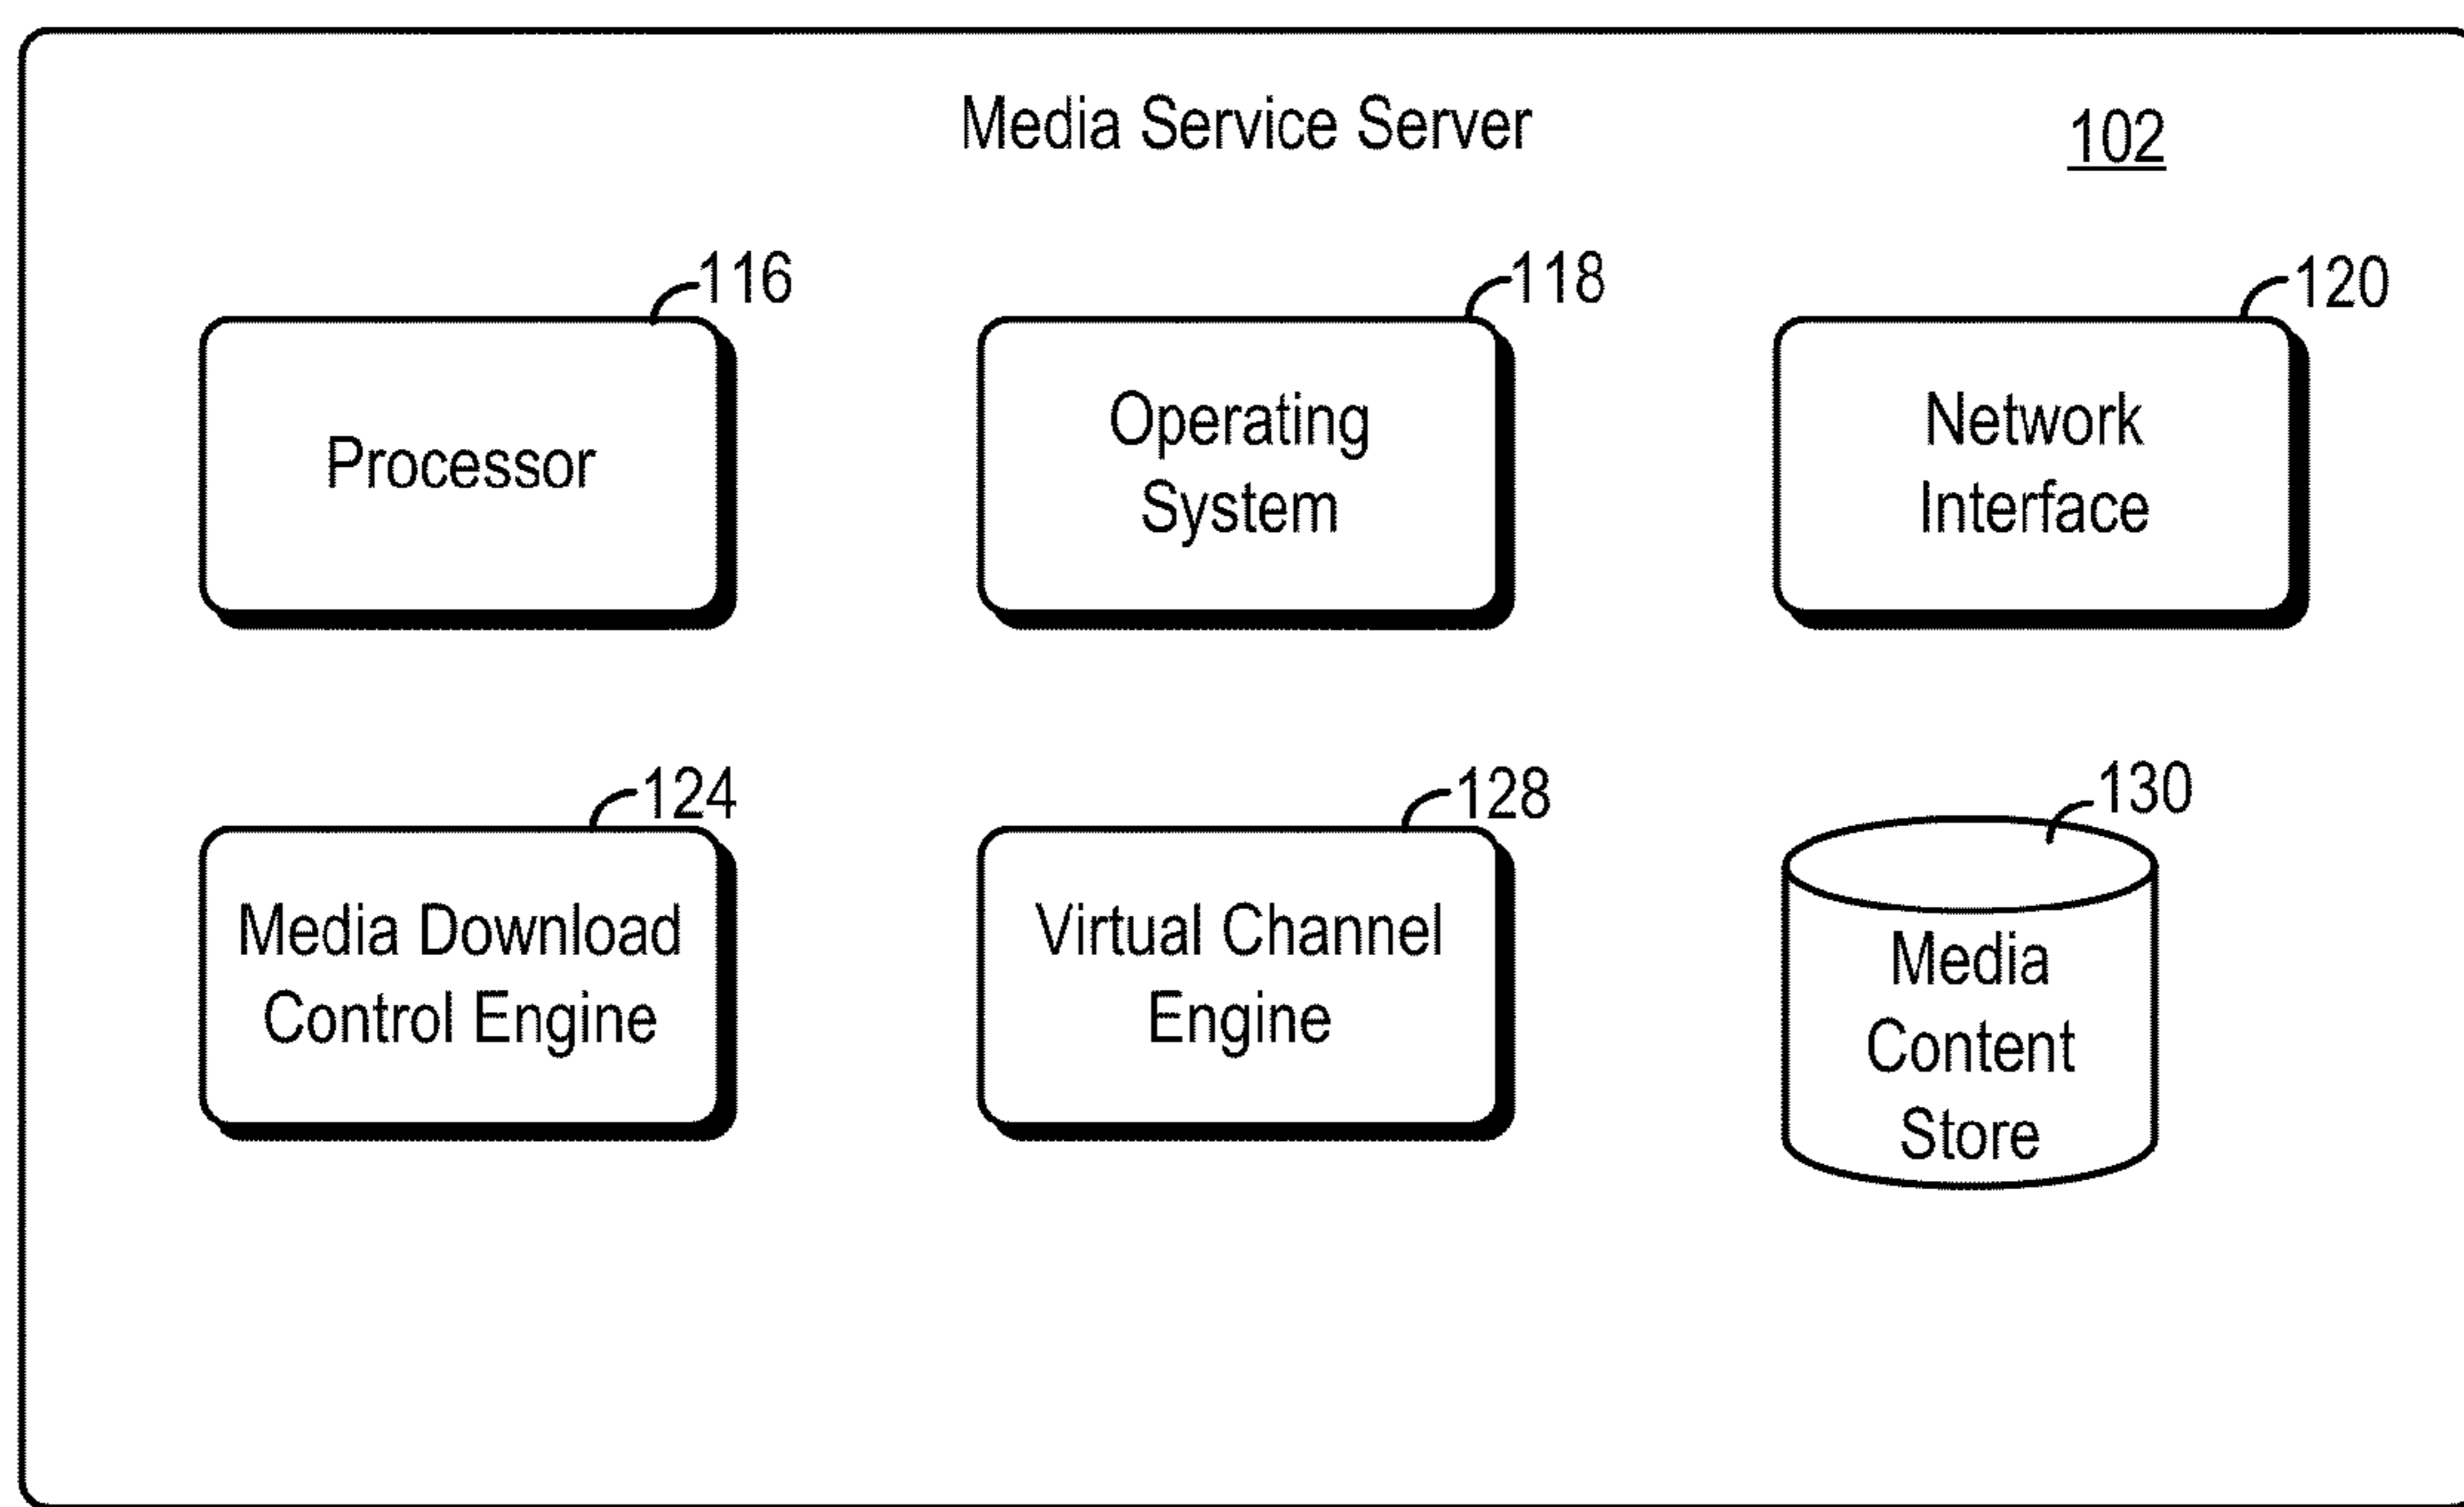 Media Service Server
102
116
118
120
Processor
Operating
System
Network
Interface
124
128
130
Media Download
Control Engine
Virtual Channel
Engine
Media
Content
Store